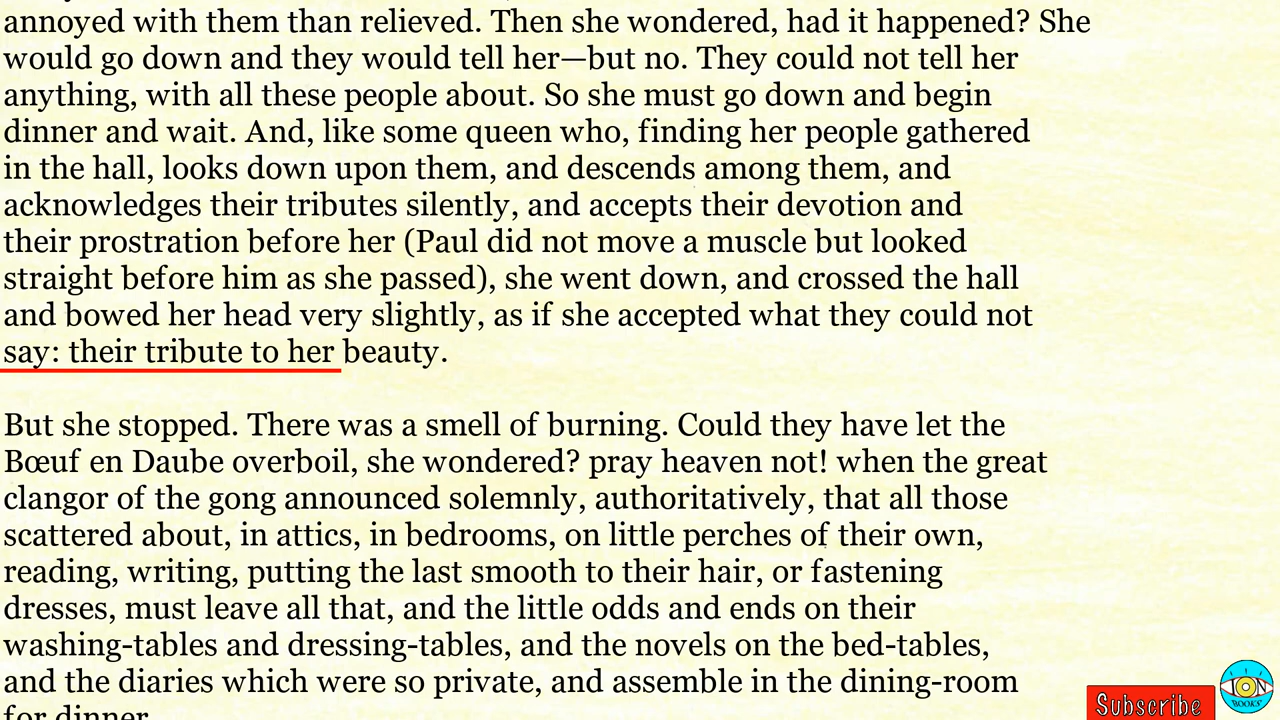 annoyed with them than relieved. Then she wondered, had it happened? She
would go down and they would tell her—but no. They could not tell her
anything, with all these people about. So she must go down and begin
dinner and wait. And, like some queen who, finding her people gathered
in the hall, looks down upon them, and descends among them, and
acknowledges their tributes silently, and accepts their devotion and
their prostration before her (Paul did not move a muscle but looked
straight before him as she passed), she went down, and crossed the hall
and bowed her head very slightly, as if she accepted what they could not
say: their tribute to her beauty.
But she stopped. There was a smell of burning. Could they have let the
Bœuf en Daube overboil, she wondered? pray heaven not! when the great
clangor of the gong announced solemnly, authoritatively, that all those
scattered about, in attics, in bedrooms, on little perches of their own,
reading, writing, putting the last smooth to their hair, or fastening
dresses, must leave all that, and the little odds and ends on their
washing-tables and dressing-tables, and the novels on the bed-tables,
and the diaries which were so private, and assemble in the dining-room
for dinner
Subscribe
ION
BOOKS